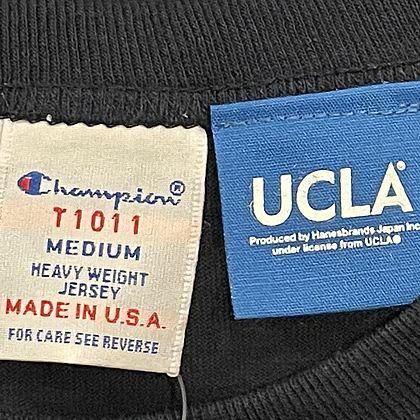 Champion®
T1011
MEDIUM
HEAVY WEIGHT
JERSEY
MADE IN U.S.A.
FOR CARE SEE REVERSE
UCLA
Produced by Hanesbrands Japan Inc
under license from UCLA®